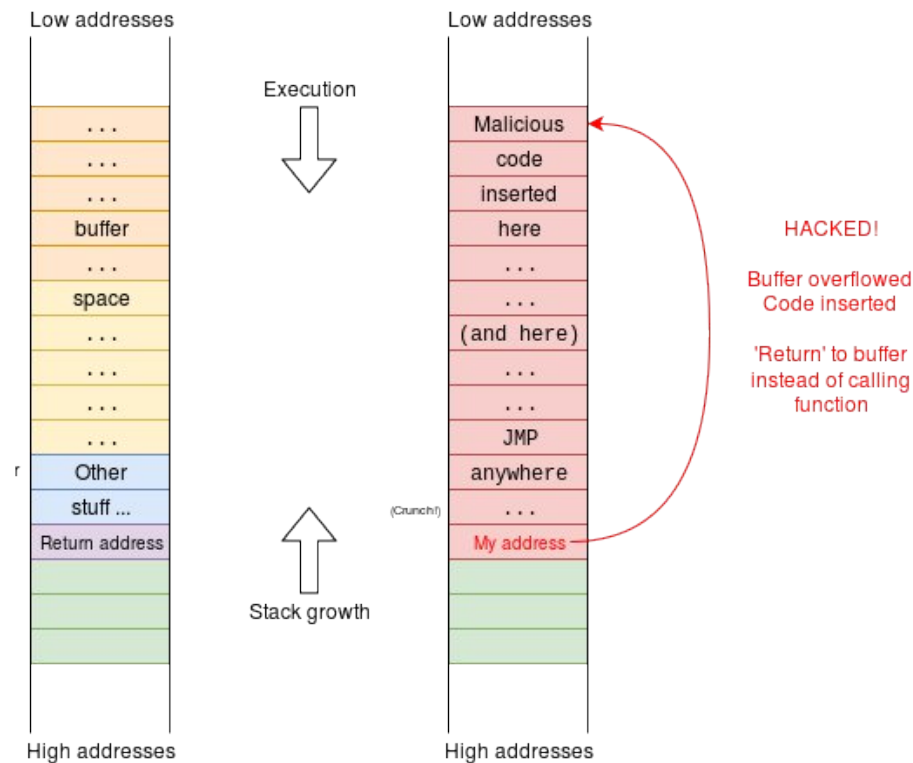 Low addresses
...
...
...
buffer
...
space
...
...
...
...
r
Other
stuff ...
Return address
High addresses
Execution
Stack growth
Low addresses
Malicious
code
inserted
here
...
...
(and here)
...
...
JMP
anywhere
(Crunch!)
...
My address
High addresses
HACKED!
Buffer overflowed
Code inserted
'Return' to buffer
instead of calling
function